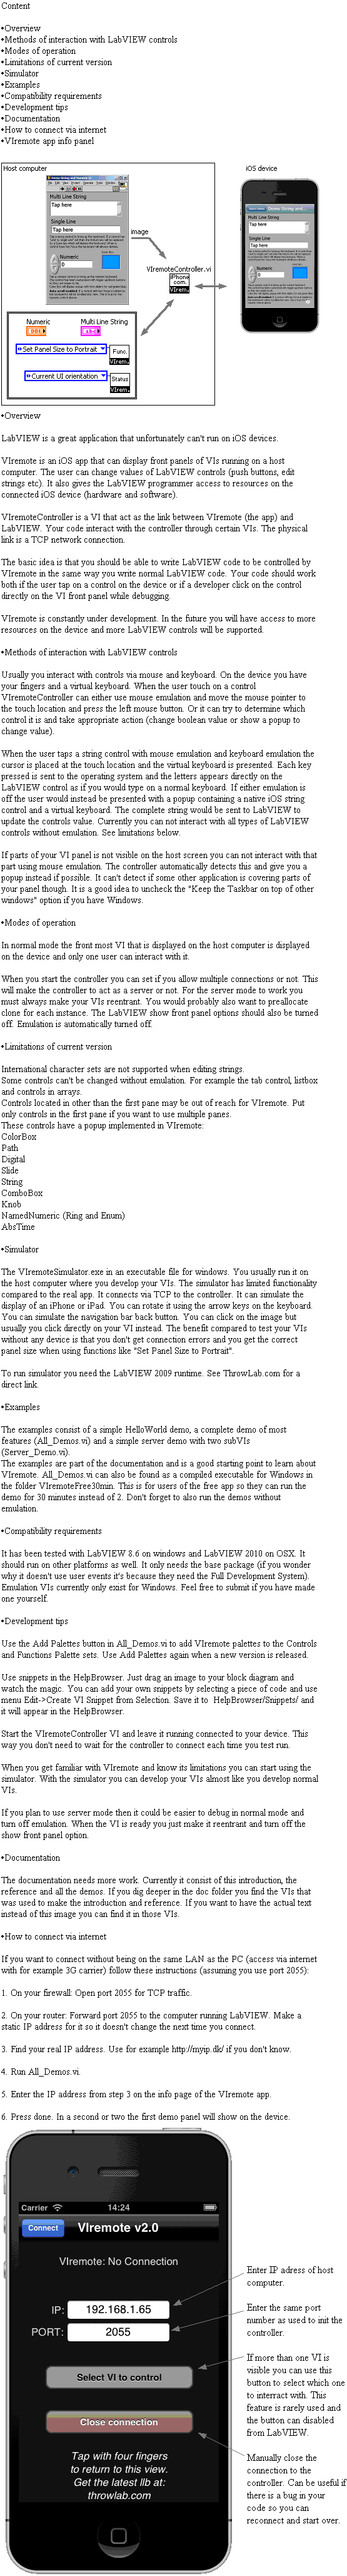 Content
•Overview
•Methods of interaction with LabVIEW controls
•Modes of operation
•Limitations of current version
•Simulator
•Examples
•Compatibility requirements
•Development tips
•Documentation
•How to connect via internet
•VIremote app info panel
Host computer
iOS device
Multi Line String
Tap here
Single Line
Tap here
Numeric
0
image
VIremoteController.vi
iPhone
com.
VIrem.
Multi Line String
Tap here
Single Line
Tap here
Numeric
0
Numeric
Multi Line String
Set Panel Size to Portrait
Func.
VIrem.
Current UI orientation
Status
VIrem.
•Overview
LabVIEW is a great application that unfortunately can't run on iOS devices.
VIremote is an iOS app that can display front panels of VIs running on a host
computer. The user can change values of LabVIEW controls (push buttons, edit
strings etc). It also gives the LabVIEW programmer access to resources on the
connected iOS device (hardware and software).
VIremoteController is a VI that act as the link between VIremote (the app) and
LabVIEW. Your code interact with the controller through certain VIs. The physical
link is a TCP network connection.
The basic idea is that you should be able to write LabVIEW code to be controlled by
VIremote in the same way you write normal LabVIEW code. Your code should work
both if the user tap on a control on the device or if a developer click on the control
directly on the VI front panel while debugging.
VIremote is constantly under development. In the future you will have access to more
resources on the device and more LabVIEW controls will be supported.
•Methods of interaction with LabVIEW controls
Usually you interact with controls via mouse and keyboard. On the device you have
your fingers and a virtual keyboard. When the user touch on a control
VIremoteController can either use mouse emulation and move the mouse pointer to
the touch location and press the left mouse button. Or it can try to determine which
control it is and take appropriate action (change boolean value or show a popup to
change value).
When the user taps a string control with mouse emulation and keyboard emulation the
cursor is placed at the touch location and the virtual keyboard is presented. Each key
pressed is sent to the operating system and the letters appears directly on the
LabVIEW control as if you would type on a normal keyboard. If either emulation is
off the user would instead be presented with a popup containing a native iOS string
control and a virtual keyboard. The complete string would be sent to LabVIEW to
update the controls value. Currently you can not interact with all types of LabVIEW
controls without emulation. See limitations below.
If parts of your VI panel is not visible on the host screen you can not interact with that
part using mouse emulation. The controller automatically detects this and give you a
popup instead if possible. It can't detect if some other application is covering parts of
your panel though. It is a good idea to uncheck the "Keep the Taskbar on top of other
windows" option if you have Windows.
•Modes of operation
In normal mode the front most VI that is displayed on the host computer is displayed
on the device and only one user can interact with it.
When you start the controller you can set if you allow multiple connections or not. This
will make the controller to act as a server or not. For the server mode to work you
must always make your VIs reentrant. You would probably also want to preallocate
clone for each instance. The LabVIEW show front panel options should also be turned
off. Emulation is automatically turned off.
•Limitations of current version
International character sets are not supported when editing strings.
Some controls can't be changed without emulation. For example the tab control, listbox
and controls in arrays.
Controls located in other than the first pane may be out of reach for VIremote. Put
only controls in the first pane if you want to use multiple panes.
These controls have a popup implemented in VIremote:
ColorBox
Path
Digital
Slide
String
ComboBox
Knob
NamedNumeric (Ring and Enum)
AbsTime
•Simulator
The VIremoteSimulator.exe in an executable file for windows. You usually run it on
the host computer where you develop your VIs. The simulator has limited functionality
compared to the real app. It connects via TCP to the controller. It can simulate the
display of an iPhone or iPad. You can rotate it using the arrow keys on the keyboard.
You can simulate the navigation bar back button. You can click on the image but
usually you click directly on your VI instead. The benefit compared to test your VIs
without any device is that you don't get connection errors and you get the correct
panel size when using functions like "Set Panel Size to Portrait".
To run simulator you need the LabVIEW 2009 runtime. See ThrowLab.com for a
direct link.
•Examples
The examples consist of a simple HelloWorld demo, a complete demo of most
features (All_Demos.vi) and a simple server demo with two subVIs
(Server_Demo.vi).
The examples are part of the documentation and is a good starting point to learn about
VIremote. All_Demos.vi can also be found as a compiled executable for Windows in
the folder VIremoteFree30min. This is for users of the free app so they can run the
demo for 30 minutes instead of 2. Don't forget to also run the demos without
emulation.
•Compatibility requirements
It has been tested with LabVIEW 8.6 on windows and LabVIEW 2010 on OSX. It
should run on other platforms as well. It only needs the base package (if you wonder
why it doesn't use user events it's because they need the Full Development System).
Emulation VIs currently only exist for Windows. Feel free to submit if you have made
one yourself.
•Development tips
Use the Add Palettes button in All_Demos.vi to add VIremote palettes to the Controls
and Functions Palette sets. Use Add Palettes again when a new version is released.
Use snippets in the HelpBrowser. Just drag an image to your block diagram and
watch the magic. You can add your own snippets by selecting a piece of code and use
menu Edit->Create VI Snippet from Selection. Save it to  HelpBrowser/Snippets/ and
it will appear in the HelpBrowser.
Start the VIremoteController VI and leave it running connected to your device. This
way you don't need to wait for the controller to connect each time you test run.
When you get familiar with VIremote and know its limitations you can start using the
simulator. With the simulator you can develop your VIs almost like you develop normal
VIs.
If you plan to use server mode then it could be easier to debug in normal mode and
turn off emulation. When the VI is ready you just make it reentrant and turn off the
show front panel option.
•Documentation
The documentation needs more work. Currently it consist of this introduction, the
reference and all the demos. If you dig deeper in the doc folder you find the VIs that
was used to make the introduction and reference. If you want to have the actual text
instead of this image you can find it in those VIs.
•How to connect via internet
If you want to connect without being on the same LAN as the PC (access via internet
with for example 3G carrier) follow these instructions (assuming you use port 2055):
1. On your firewall: Open port 2055 for TCP traffic.
2. On your router: Forward port 2055 to the computer running LabVIEW. Make a
static IP address for it so it doesn't change the next time you connect.
3. Find your real IP address. Use for example http://myip.dk/ if you don't know.
4. Run All_Demos.vi.
5. Enter the IP address from step 3 on the info page of the VIremote app.
6. Press done. In a second or two the first demo panel will show on the device.
Carrier 14:24
Connect VIremote v2.0
VIremote: No Connection
IP: 192.168.1.65
PORT: 2055
Select VI to control
Close connection
Tap with four fingers
to return to this view.
Get the latest llb at:
throwlab.com
Enter IP adress of host
computer.
Enter the same port
number as used to init the
controller.
If more than one VI is
visible you can use this
button to select which one
to interract with. This
feature is rarely used and
the button can disabled
from LabVIEW.
Manually close the
connection to the
controller. Can be useful if
there is a bug in your
code so you can
reconnect and start over.